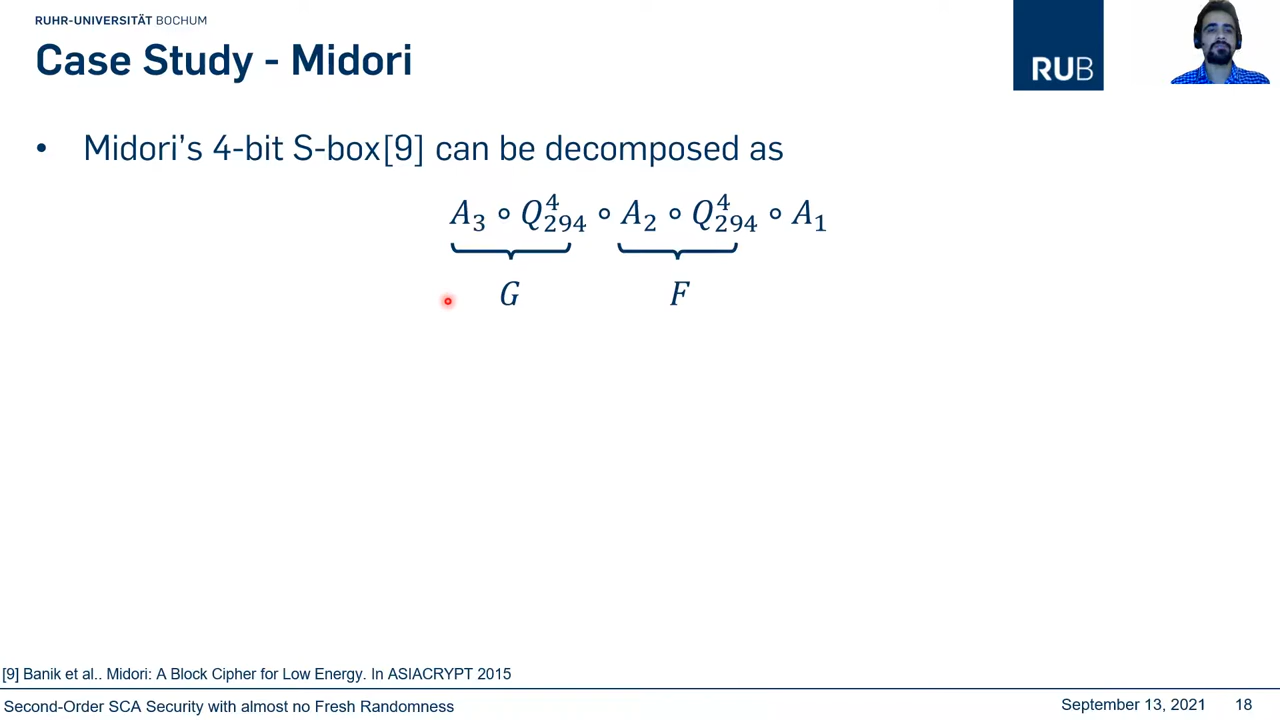 RUHR-UNIVERSITÄT BOCHUM
Case Study - Midori
RUB
• Midori's 4-bit S-box[9] can be decomposed as
A₃ ∘ Q⁴₂₉₄ ∘ A₂ ∘ Q⁴₂₉₄ ∘ A₁
G F
[9] Banik et al.. Midori: A Block Cipher for Low Energy. In ASIACRYPT 2015
Second-Order SCA Security with almost no Fresh Randomness September 13, 2021 18